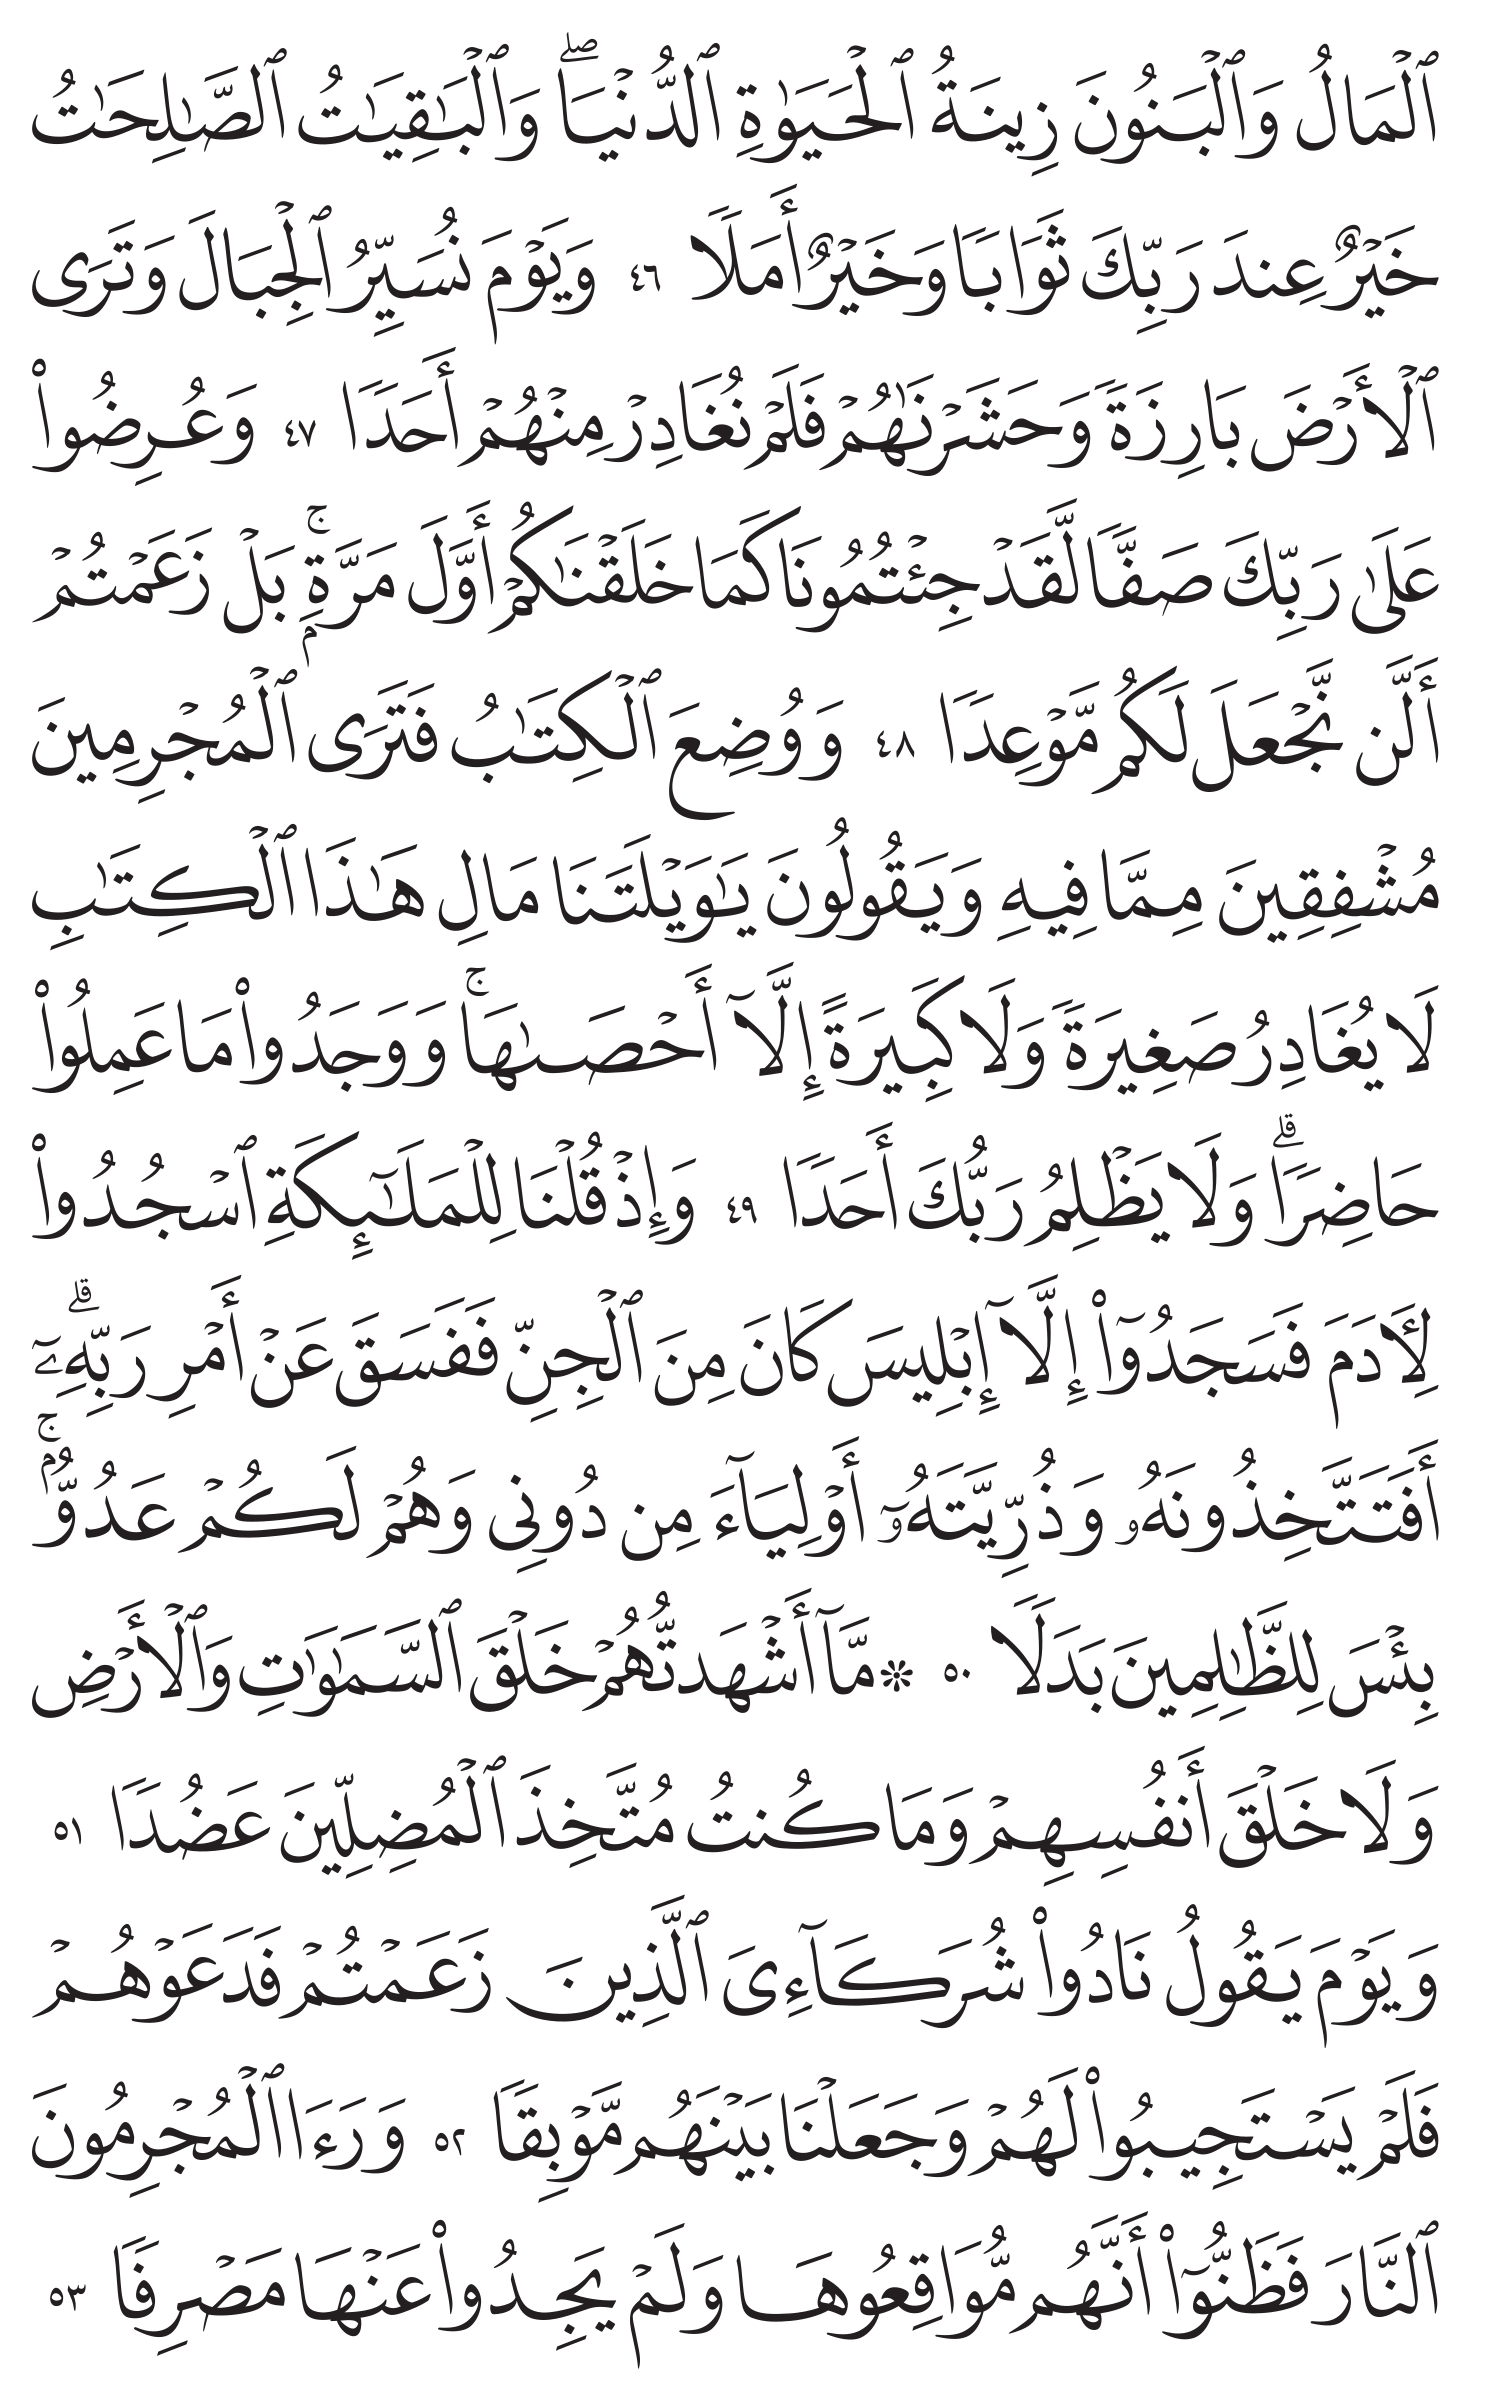 ٱلۡمَالُ وَٱلۡبَنُونَ زِينَةُ ٱلۡحَيَوٰةِ ٱلدُّنۡيَاۖ وَٱلۡبَٰقِيَٰتُ ٱلصَّٰلِحَٰتُ
خَيۡرٌ عِندَ رَبِّكَ ثَوَابٗا وَخَيۡرٌ أَمَلٗا ٤٦ وَيَوۡمَ نُسَيِّرُ ٱلۡجِبَالَ وَتَرَى
ٱلۡأَرۡضَ بَارِزَةٗ وَحَشَرۡنَٰهُمۡ فَلَمۡ نُغَادِرۡ مِنۡهُمۡ أَحَدٗا ٤٧ وَعُرِضُواْ
عَلَىٰ رَبِّكَ صَفّٗا لَّقَدۡ جِئۡتُمُونَا كَمَا خَلَقۡنَٰكُمۡ أَوَّلَ مَرَّةِۭۚ بَلۡ زَعَمۡتُمۡ
أَلَّن نَّجۡعَلَ لَكُم مَّوۡعِدٗا ٤٨ وَوُضِعَ ٱلۡكِتَٰبُ فَتَرَى ٱلۡمُجۡرِمِينَ
مُشۡفِقِينَ مِمَّا فِيهِ وَيَقُولُونَ يَٰوَيۡلَتَنَا مَالِ هَٰذَا ٱلۡكِتَٰبِ
لَا يُغَادِرُ صَغِيرَةٗ وَلَا كَبِيرَةً إِلَّآ أَحۡصَىٰهَاۚ وَوَجَدُواْ مَا عَمِلُواْ
حَاضِرٗاۗ وَلَا يَظۡلِمُ رَبُّكَ أَحَدٗا ٤٩ وَإِذۡ قُلۡنَا لِلۡمَلَٰٓئِكَةِ ٱسۡجُدُواْ
لِأٓدَمَ فَسَجَدُوٓاْ إِلَّآ إِبۡلِيسَ كَانَ مِنَ ٱلۡجِنِّ فَفَسَقَ عَنۡ أَمۡرِ رَبِّهِۦٓۗ
أَفَتَتَّخِذُونَهُۥ وَذُرِّيَّتَهُۥٓ أَوۡلِيَآءَ مِن دُونِي وَهُمۡ لَكُمۡ عَدُوُّۢۚ
بِئۡسَ لِلظَّٰلِمِينَ بَدَلٗا ٥٠ ۞مَّآ أَشۡهَدتُّهُمۡ خَلۡقَ ٱلسَّمَٰوَٰتِ وَٱلۡأَرۡضِ
وَلَا خَلۡقَ أَنفُسِهِمۡ وَمَا كُنتُ مُتَّخِذَ ٱلۡمُضِلِّينَ عَضُدٗا ٥١
وَيَوۡمَ يَقُولُ نَادُواْ شُرَكَآءِيَ ٱلَّذِينَ زَعَمۡتُمۡ فَدَعَوۡهُمۡ
فَلَمۡ يَسۡتَجِيبُواْ لَهُمۡ وَجَعَلۡنَا بَيۡنَهُم مَّوۡبِقٗا ٥٢ وَرَءَا ٱلۡمُجۡرِمُونَ
ٱلنَّارَ فَظَنُّوٓاْ أَنَّهُم مُّوَاقِعُوهَا وَلَمۡ يَجِدُواْ عَنۡهَا مَصۡرِفٗا ٥٣